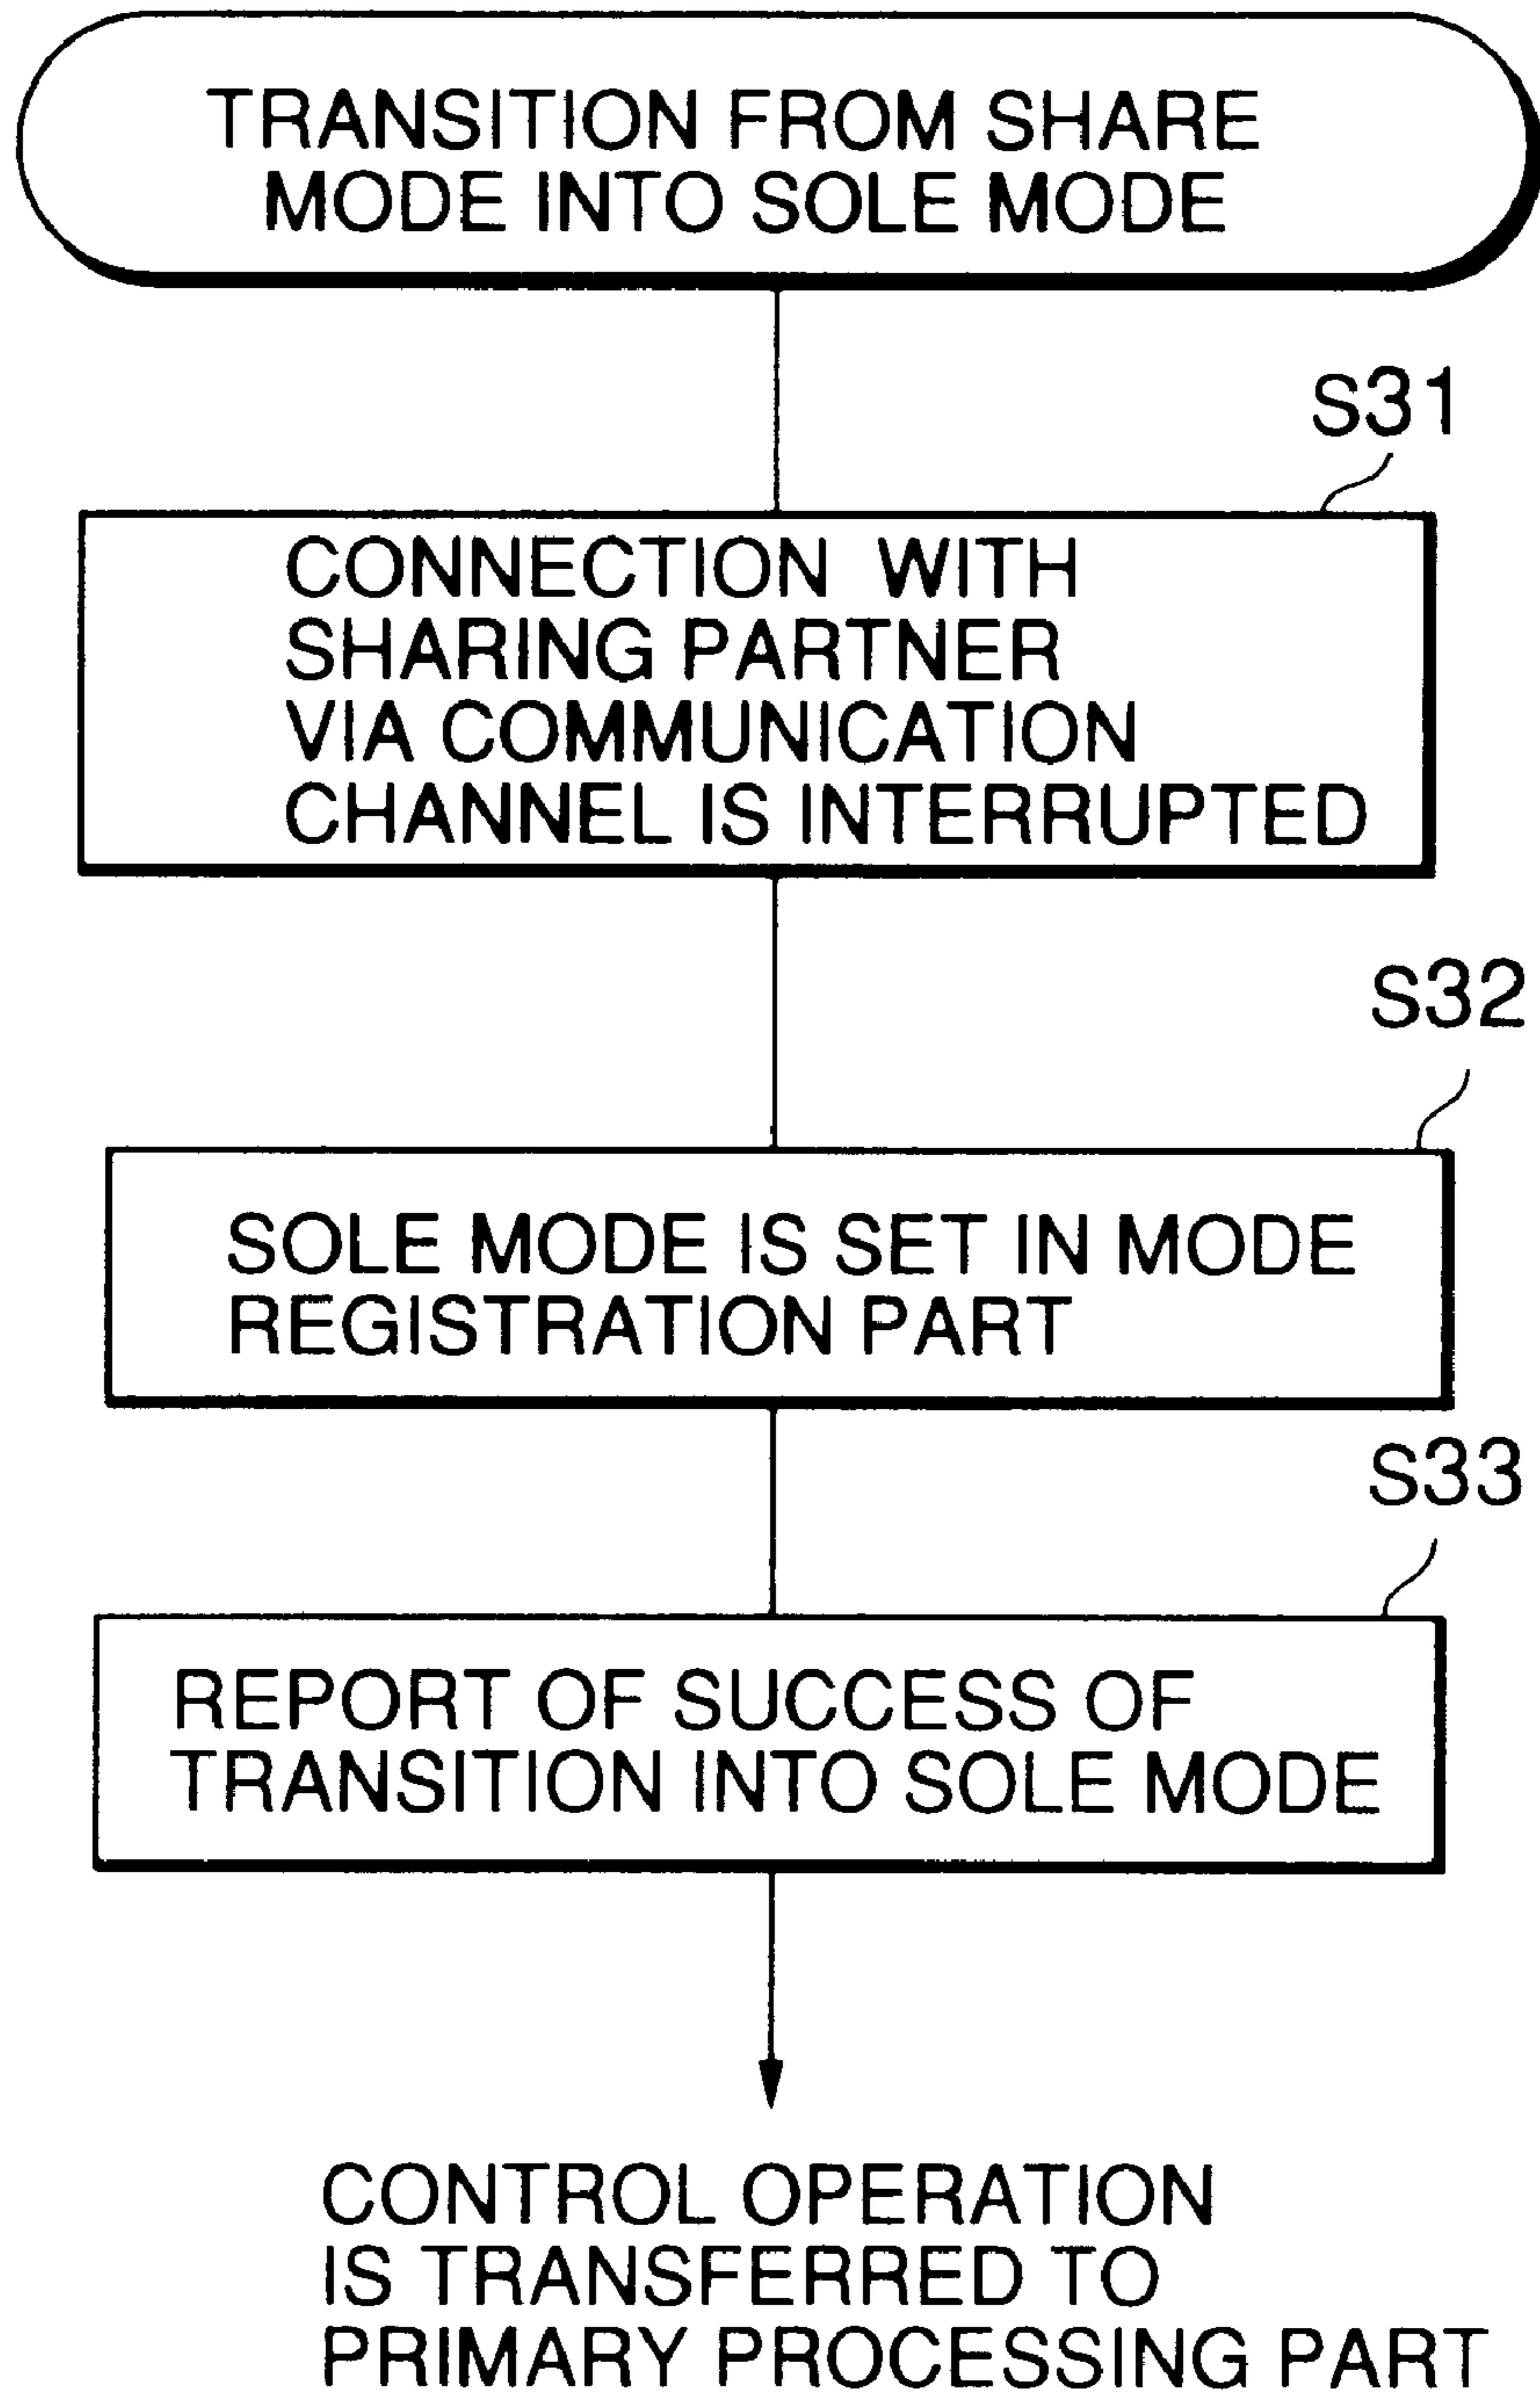 TRANSITION FROM SHARE
MODE INTO SOLE MODE
S31
CONNECTION WITH
SHARING PARTNER
VIA COMMUNICATION
CHANNEL IS INTERRUPTED
S32
SOLE MODE IS SET IN MODE
REGISTRATION PART
S33
REPORT OF SUCCESS OF
TRANSITION INTO SOLE MODE
CONTROL OPERATION
IS TRANSFERRED TO
PRIMARY PROCESSING PART